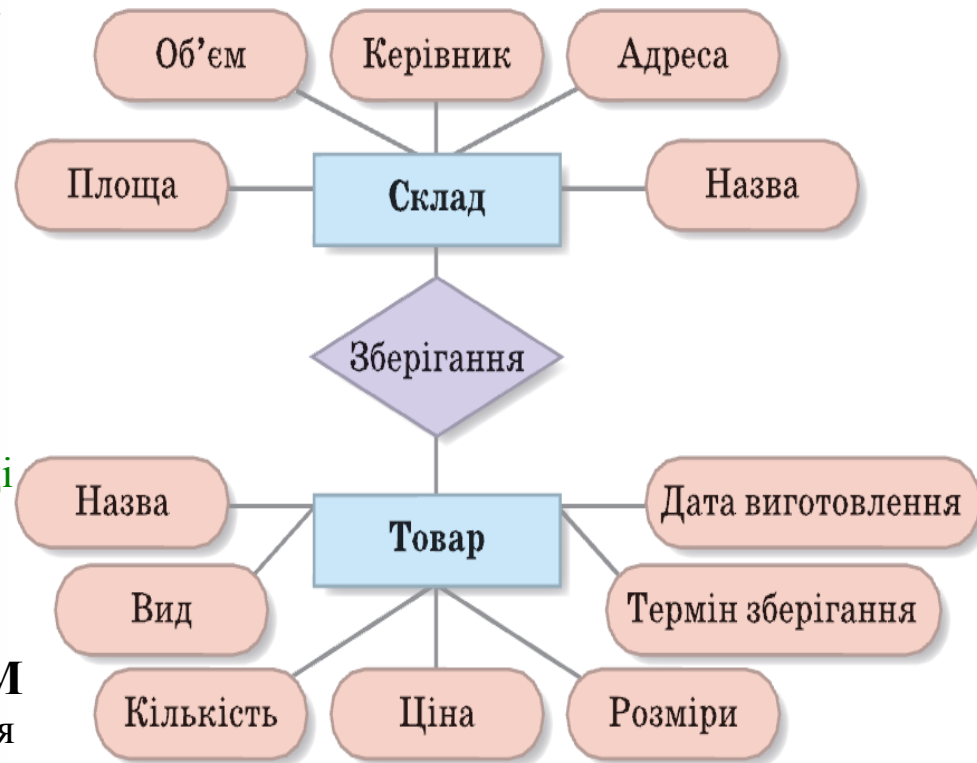 Об’єм
Керівник
Адреса
Площа
Склад
Назва
Зберігання
Назва
Товар
Дата виготовлення
Вид
Термін зберігання
Кількість
Ціна
Розміри